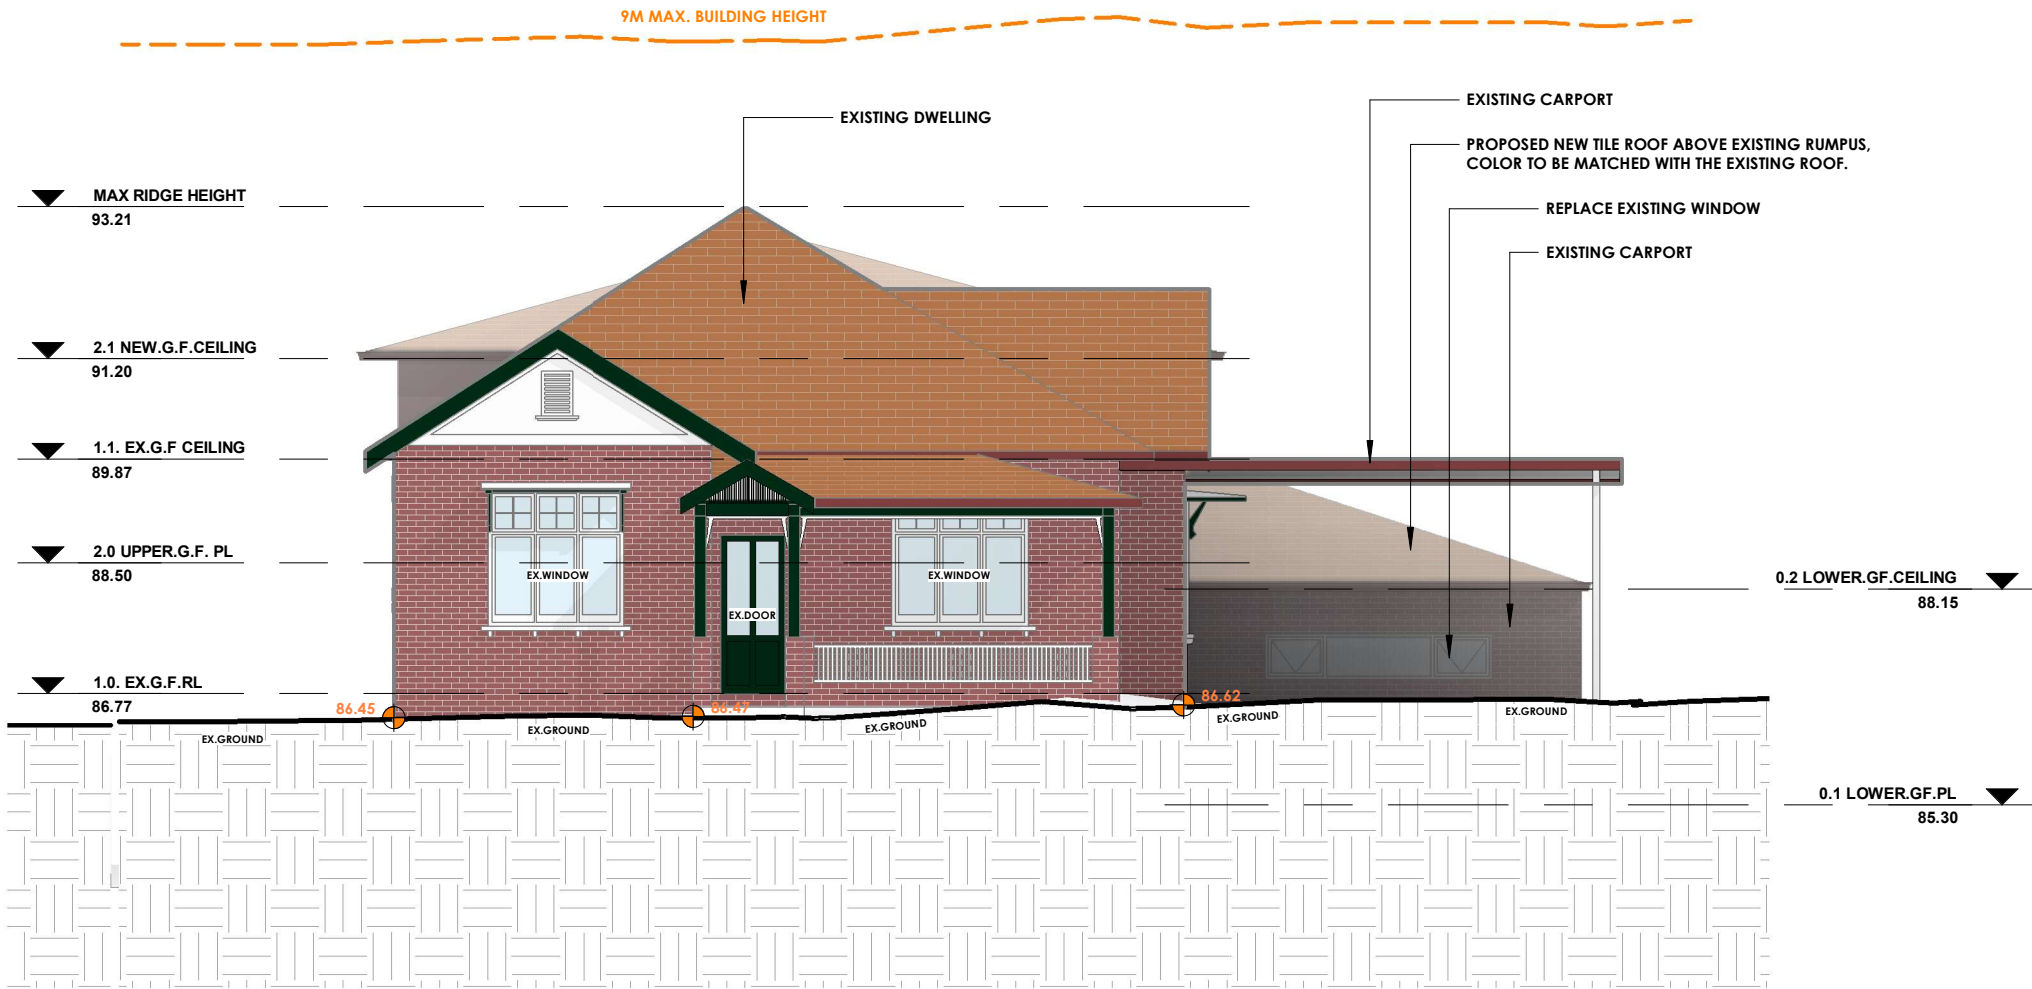 9M MAX. BUILDING HEIGHT
EXISTING CARPORT
EXISTING DWELLING
PROPOSED NEW TILE ROOF ABOVE EXISTING RUMPUS,
COLOR TO BE MATCHED WITH THE EXISTING ROOF.
MAX RIDGE HEIGHT
93.21
REPLACE EXISTING WINDOW
EXISTING CARPORT
2.1 NEW.G.F.CEILING
91.20
1.1. EX.G.F CEILING
89.87
2.0 UPPER.G.F. PL
88.50
EX.WINDOW
EX.WINDOW
0.2 LOWER.GF.CEILING
88.15
EX.DOOR
1.0. EX.G.F.RL
86.77
86.45
86.47
86.62
EX.GROUND
EX.GROUND
EX.GROUND
EX.GROUND
EX.GROUND
0.1 LOWER.GF.PL
85.30